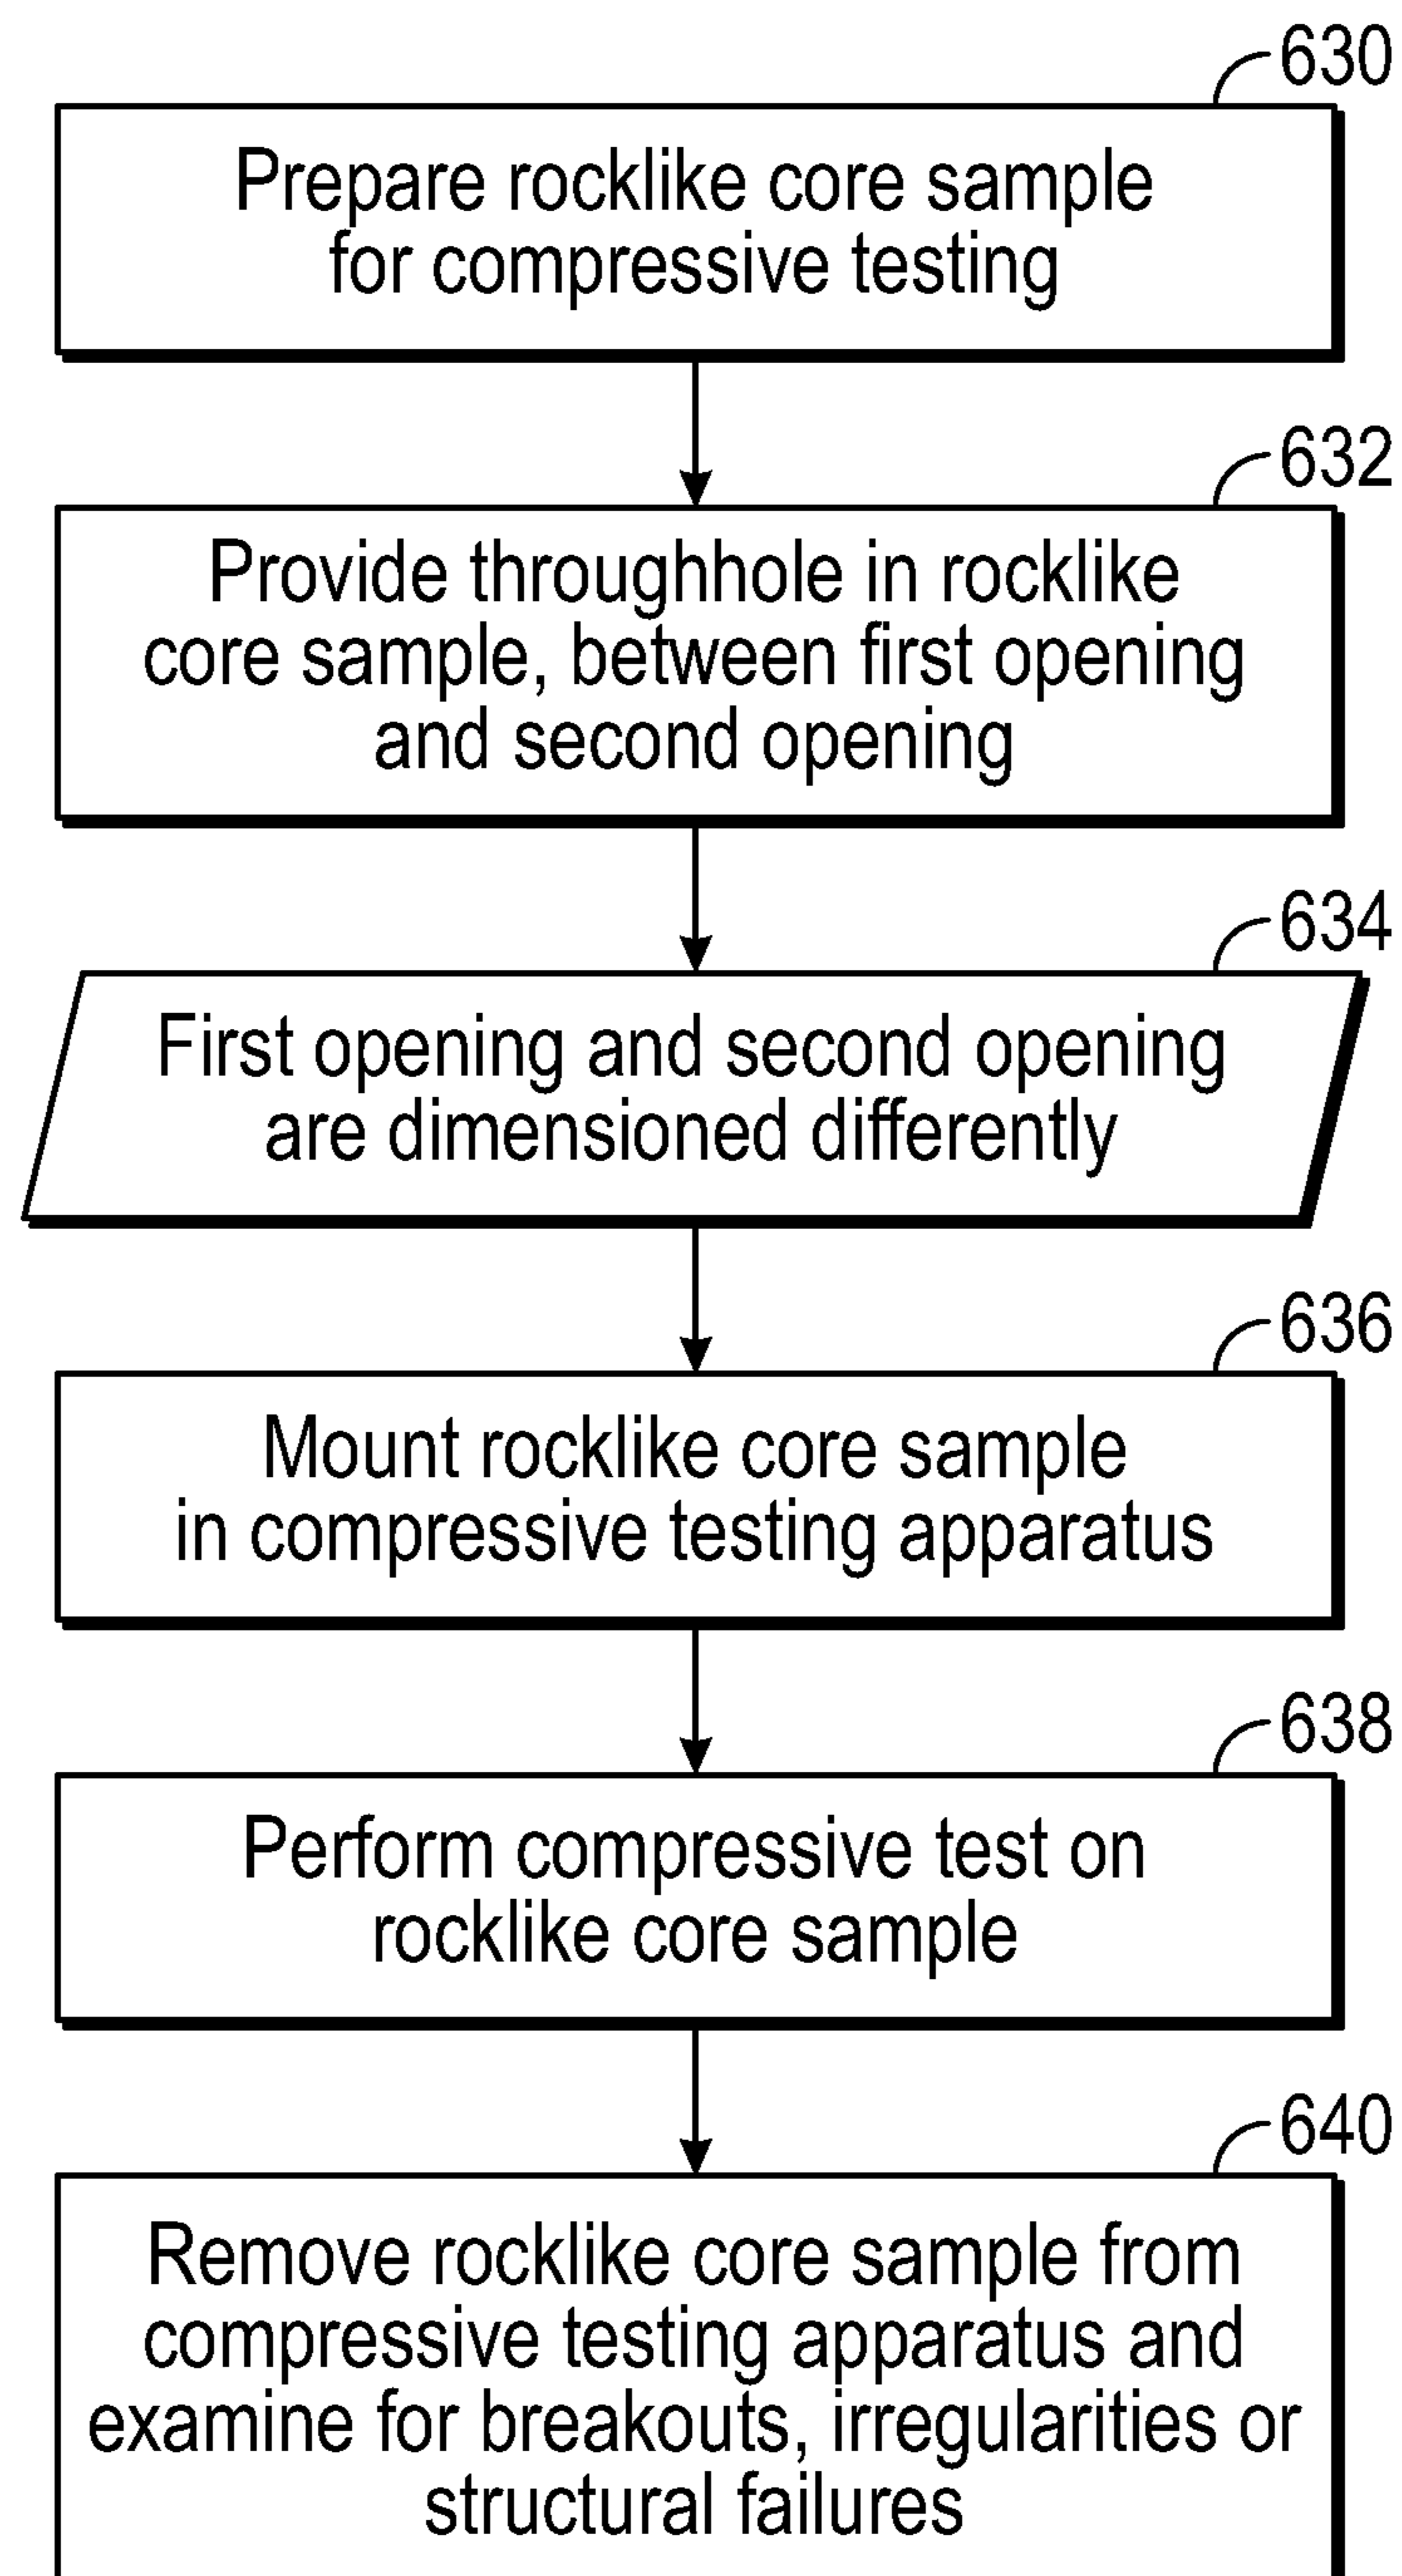 630
Prepare rocklike core sample
for compressive testing
632
Provide throughhole in rocklike
core sample, between first opening
and second opening
634
First opening and second opening
are dimensioned differently
636
Mount rocklike core sample
in compressive testing apparatus
638
Perform compressive test on
rocklike core sample
640
Remove rocklike core sample from
compressive testing apparatus and
examine for breakouts, irregularities or
structural failures